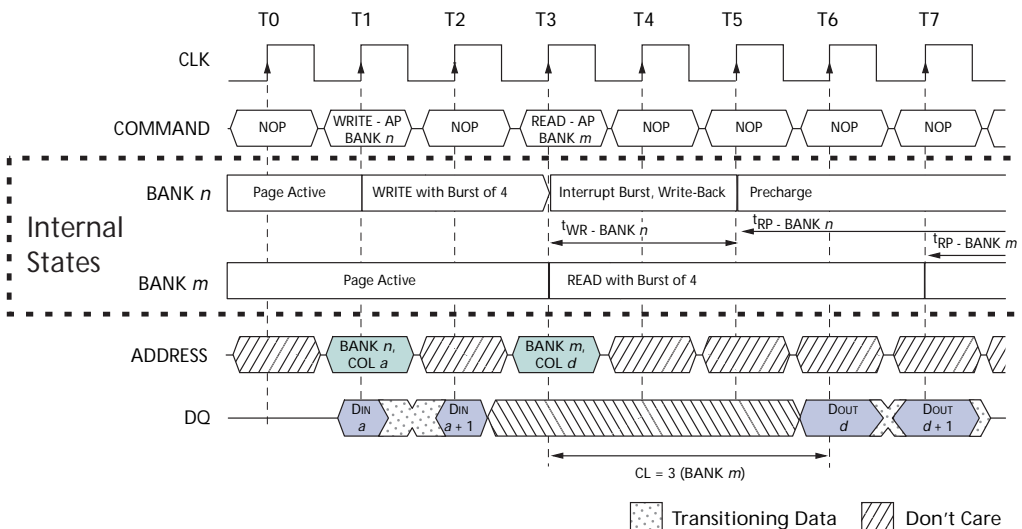 T0 T1 T2 T3 T4 T5 T6 T7
CLK
COMMAND NOP WRITE - AP BANK n NOP READ - AP BANK m NOP NOP NOP NOP
BANK n Page Active WRITE with Burst of 4 Interrupt Burst, Write-Back Precharge
tWR - BANK n tRP - BANK n
tRP - BANK m
Internal
States
BANK m Page Active READ with Burst of 4
ADDRESS BANK n, COL a BANK m, COL d
DQ DIN a DIN a + 1 DOUT d DOUT d + 1
CL = 3 (BANK m)
Transitioning Data Don't Care